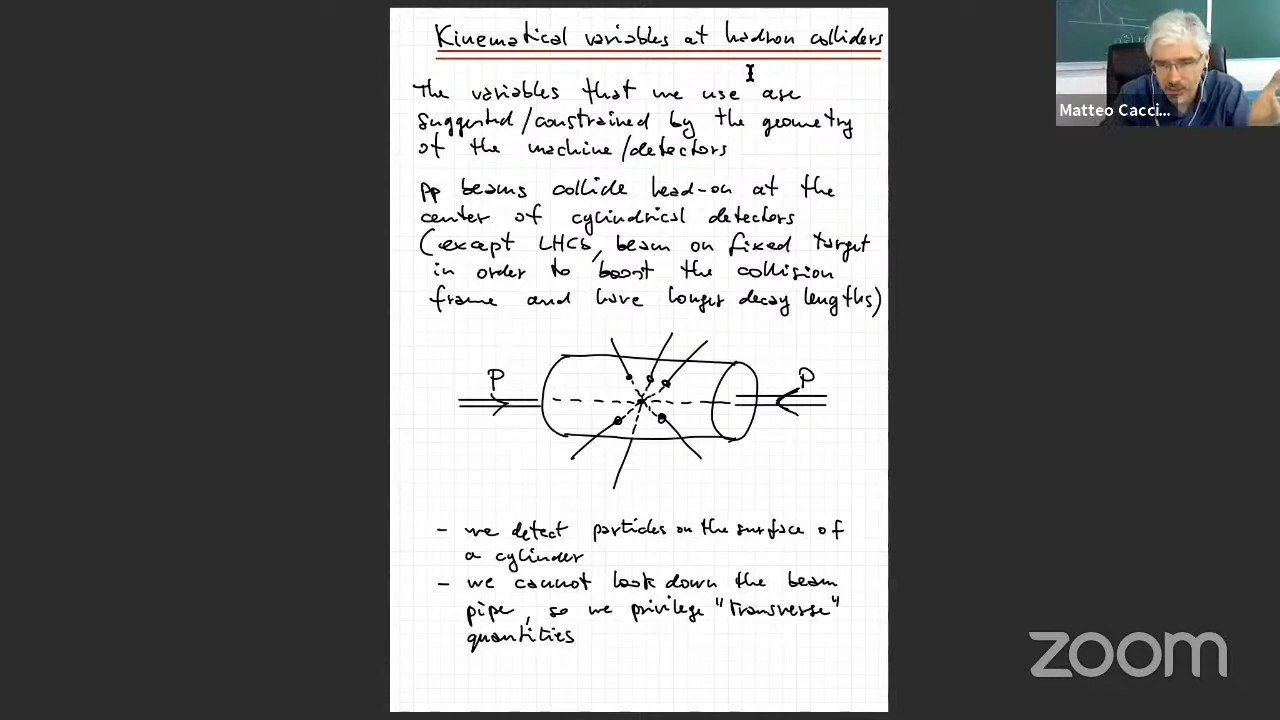 Kinematical variables at hadron colliders
The variables that we use are
suggested/constrained by the geometry
of the machine/detectors
pp beams collide head-on at the
center of cylindrical detectors
(except LHCb, beam on fixed target
in order to boost the collision
frame and have longer decay lengths)
P
P
- we detect particles on the surface of
a cylinder
- we cannot look down the beam
pipe, so we privilege "transverse"
quantities
Matteo Cacci...
zoom